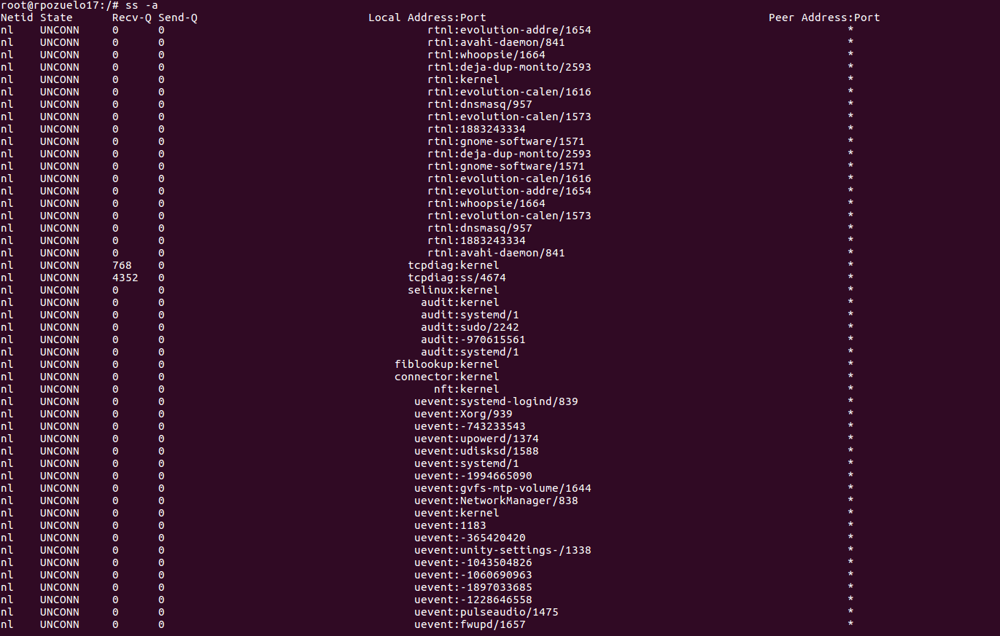 root@rpozuelo17:/# ss -a
Netid State Recv-Q Send-Q Local Address:Port Peer Address:Port
nl UNCONN 0 0 rtnl:evolution-addre/1654 *
nl UNCONN 0 0 rtnl:avahi-daemon/841 *
nl UNCONN 0 0 rtnl:whoopsie/1664 *
nl UNCONN 0 0 rtnl:deja-dup-monito/2593 *
nl UNCONN 0 0 rtnl:kernel *
nl UNCONN 0 0 rtnl:evolution-calen/1616 *
nl UNCONN 0 0 rtnl:dnsmasq/957 *
nl UNCONN 0 0 rtnl:evolution-calen/1573 *
nl UNCONN 0 0 rtnl:1883243334 *
nl UNCONN 0 0 rtnl:gnome-software/1571 *
nl UNCONN 0 0 rtnl:deja-dup-monito/2593 *
nl UNCONN 0 0 rtnl:gnome-software/1571 *
nl UNCONN 0 0 rtnl:evolution-calen/1616 *
nl UNCONN 0 0 rtnl:evolution-addre/1654 *
nl UNCONN 0 0 rtnl:whoopsie/1664 *
nl UNCONN 0 0 rtnl:evolution-calen/1573 *
nl UNCONN 0 0 rtnl:dnsmasq/957 *
nl UNCONN 0 0 rtnl:1883243334 *
nl UNCONN 0 0 rtnl:avahi-daemon/841 *
nl UNCONN 768 0 tcpdiag:kernel *
nl UNCONN 4352 0 tcpdiag:ss/4674 *
nl UNCONN 0 0 selinux:kernel *
nl UNCONN 0 0 audit:kernel *
nl UNCONN 0 0 audit:systemd/1 *
nl UNCONN 0 0 audit:sudo/2242 *
nl UNCONN 0 0 audit:-970615561 *
nl UNCONN 0 0 audit:systemd/1 *
nl UNCONN 0 0 fiblookup:kernel *
nl UNCONN 0 0 connector:kernel *
nl UNCONN 0 0 nft:kernel *
nl UNCONN 0 0 uevent:systemd-logind/839 *
nl UNCONN 0 0 uevent:Xorg/939 *
nl UNCONN 0 0 uevent:-743233543 *
nl UNCONN 0 0 uevent:upowerd/1374 *
nl UNCONN 0 0 uevent:udisksd/1588 *
nl UNCONN 0 0 uevent:systemd/1 *
nl UNCONN 0 0 uevent:-1994665090 *
nl UNCONN 0 0 uevent:gvfs-mtp-volume/1644 *
nl UNCONN 0 0 uevent:NetworkManager/838 *
nl UNCONN 0 0 uevent:kernel *
nl UNCONN 0 0 uevent:1183 *
nl UNCONN 0 0 uevent:-365420420 *
nl UNCONN 0 0 uevent:unity-settings-/1338 *
nl UNCONN 0 0 uevent:-1043504826 *
nl UNCONN 0 0 uevent:-1060690963 *
nl UNCONN 0 0 uevent:-1897033685 *
nl UNCONN 0 0 uevent:-1228646558 *
nl UNCONN 0 0 uevent:pulseaudio/1475 *
nl UNCONN 0 0 uevent:fwupd/1657 *